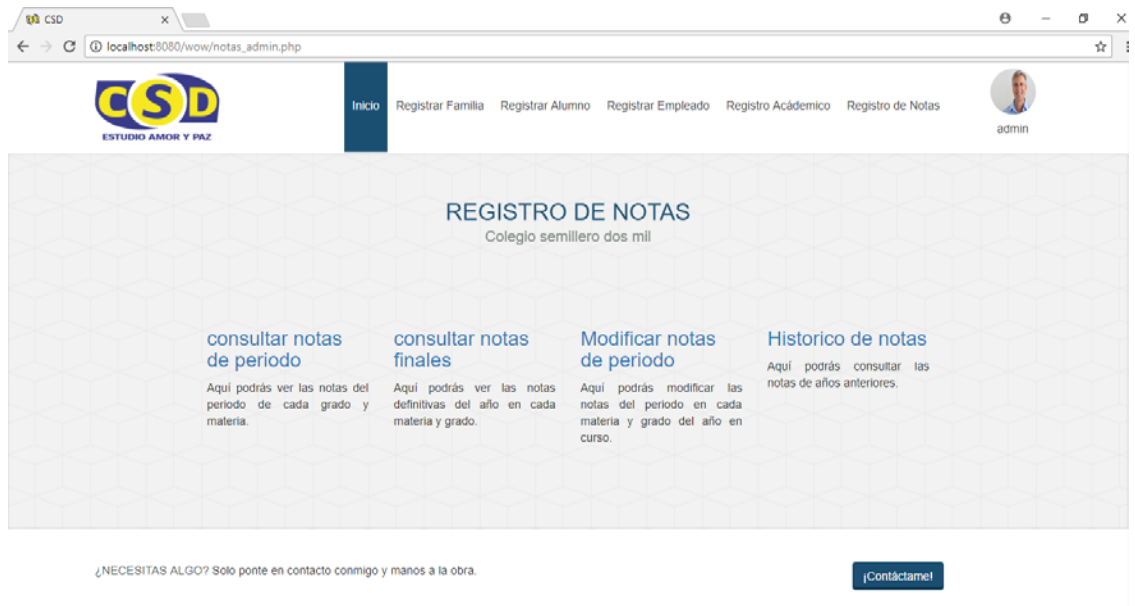 CSD
localhost:8080/wow/notas_admin.php
CSD
ESTUDIO AMOR Y PAZ
Inicio Registrar Familia Registrar Alumno Registrar Empleado Registro Acádemico Registro de Notas
admin
REGISTRO DE NOTAS
Colegio semillero dos mil
consultar notas
de periodo
Aquí podrás ver las notas del
periodo de cada grado y
materia.
consultar notas
finales
Aquí podrás ver las notas
definitivas del año en cada
materia y grado.
Modificar notas
de periodo
Aquí podrás modificar las
notas del periodo en cada
materia y grado del año en
curso.
Historico de notas
Aquí podrás consultar las
notas de años anteriores.
¿NECESITAS ALGO? Solo ponte en contacto conmigo y manos a la obra.
¡Contáctame!